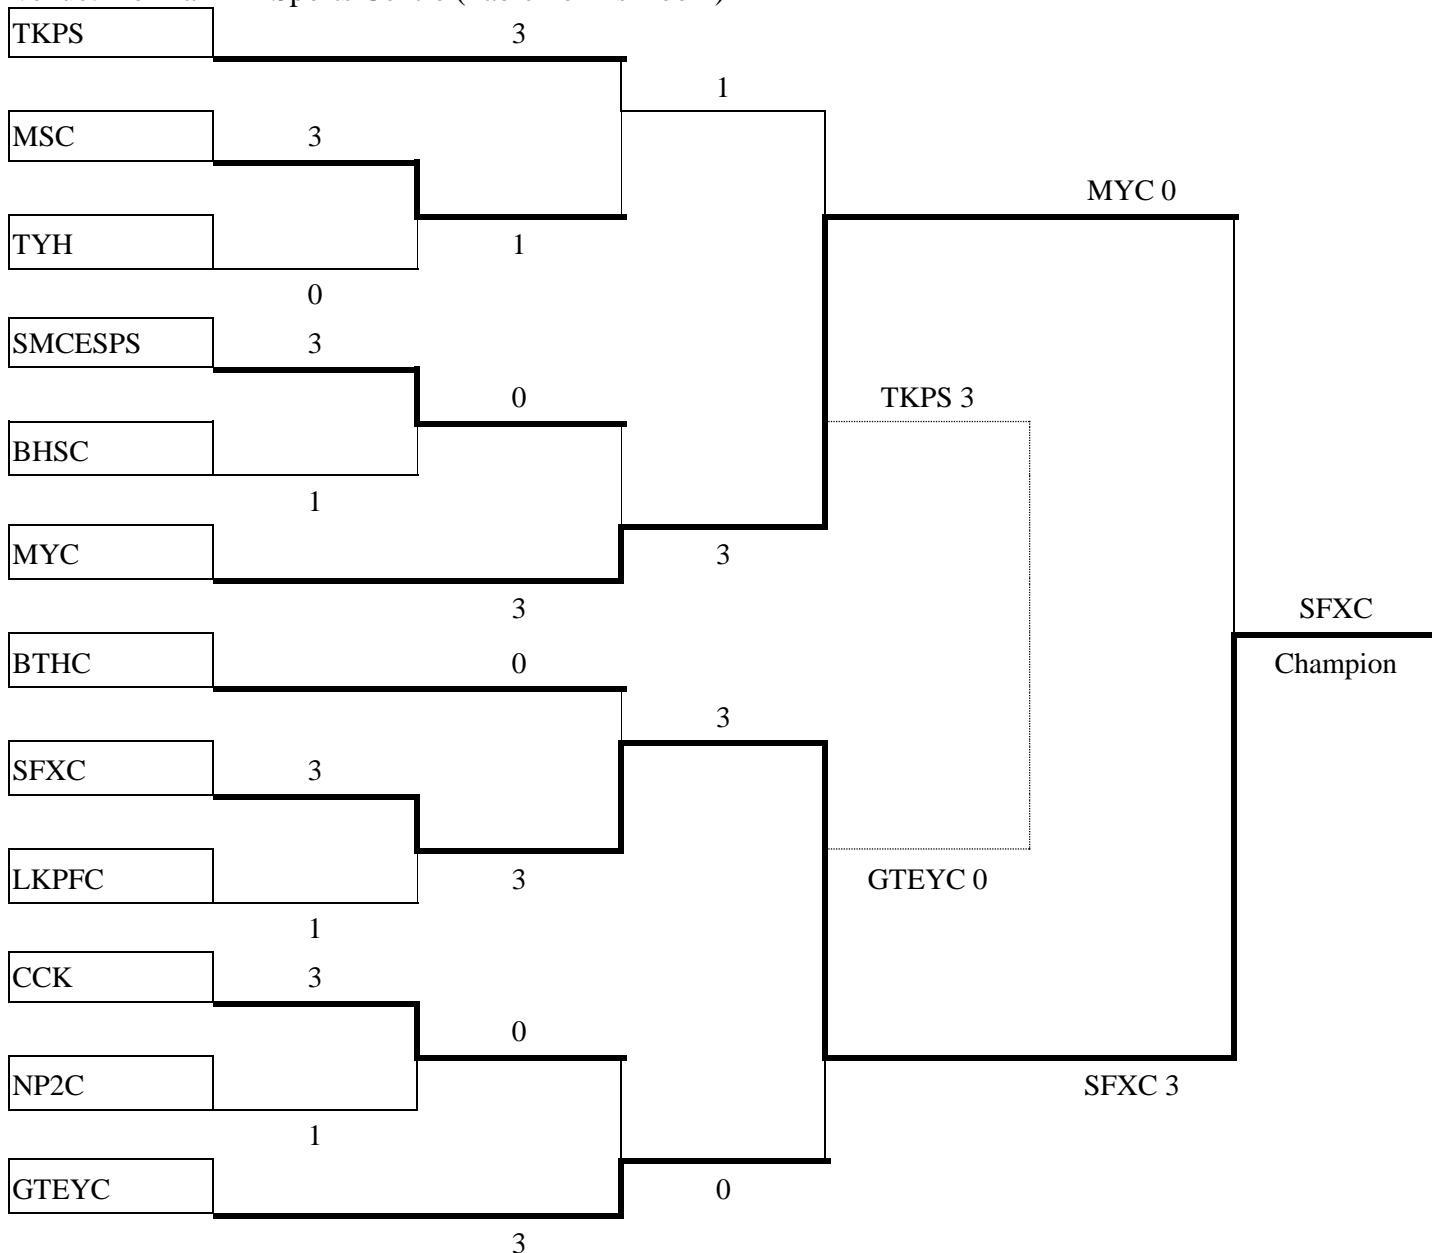 TKPS
3
1
MSC
3
MYC 0
TYH
1
0
SMCESPS
3
0
TKPS 3
BHSC
1
MYC
3
3
SFXC
BTHC
0
Champion
3
SFXC
3
LKPFC
3
GTEYC 0
1
CCK
3
0
NP2C
SFXC 3
1
GTEYC
0
3